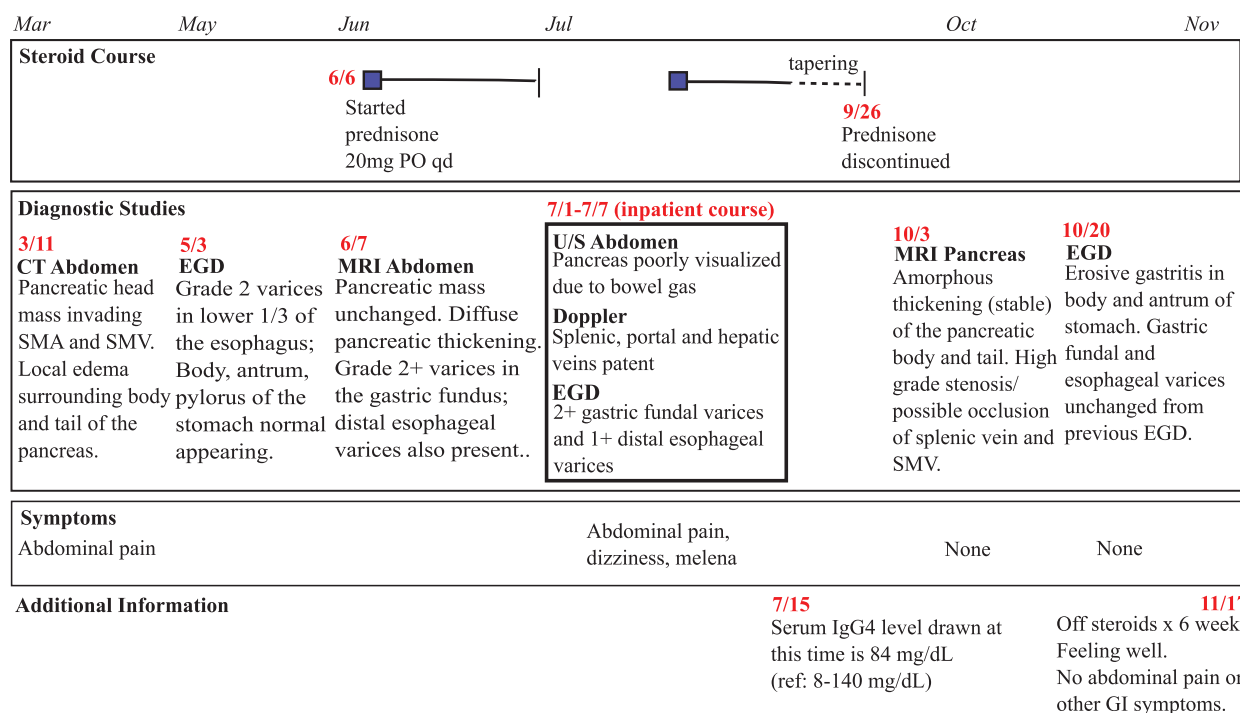 Mar May Jun Jul Oct Nov
Steroid Course
tapering
6/6
Started
prednisone
20mg PO qd
9/26
Prednisone
discontinued
Diagnostic Studies
3/11
CT Abdomen
Pancreatic head
mass invading
SMA and SMV.
Local edema
surrounding body
and tail of the
pancreas.
5/3
EGD
Grade 2 varices
in lower 1/3 of
the esophagus;
Body, antrum,
pylorus of the
stomach normal
appearing.
6/7
MRI Abdomen
Pancreatic mass
unchanged. Diffuse
pancreatic thickening.
Grade 2+ varices in
the gastric fundus;
distal esophageal
varices also present..
7/1-7/7 (inpatient course)
U/S Abdomen
Pancreas poorly visualized
due to bowel gas
Doppler
Splenic, portal and hepatic
veins patent
EGD
2+ gastric fundal varices
and 1+ distal esophageal
varices
10/3
MRI Pancreas
Amorphous
thickening (stable)
of the pancreatic
body and tail. High
grade stenosis/
possible occlusion
of splenic vein and
SMV.
10/20
EGD
Erosive gastritis in
body and antrum of
stomach. Gastric
fundal and
esophageal varices
unchanged from
previous EGD.
Symptoms
Abdominal pain
Abdominal pain,
dizziness, melena
None
None
Additional Information
7/15
Serum IgG4 level drawn at
this time is 84 mg/dL
(ref: 8-140 mg/dL)
11/17
Off steroids x 6 week
Feeling well.
No abdominal pain or
other GI symptoms.